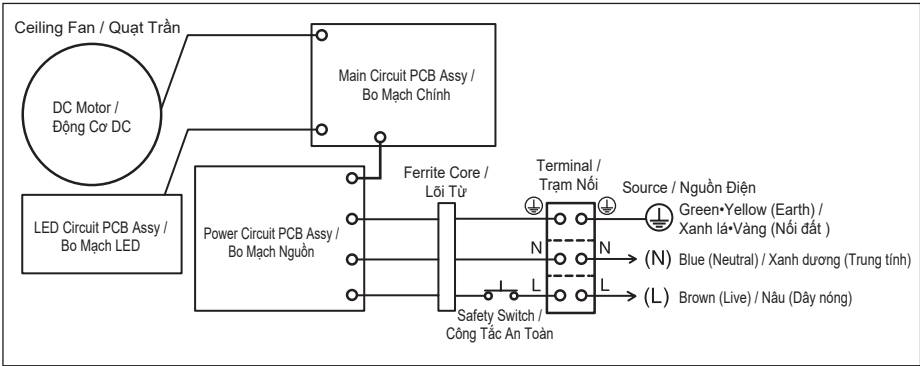 Ceiling Fan / Quạt Trần
DC Motor /
Động Cơ DC
Main Circuit PCB Assy /
Bo Mạch Chính
LED Circuit PCB Assy /
Bo Mạch LED
Power Circuit PCB Assy /
Bo Mạch Nguồn
Ferrite Core /
Lõi Từ
Terminal /
Trạm Nối
Source / Nguồn Điện
Green•Yellow (Earth) /
Xanh lá•Vàng (Nối đất )
N N (N) Blue (Neutral) / Xanh dương (Trung tính)
L L (L) Brown (Live) / Nâu (Dây nóng)
Safety Switch /
Công Tắc An Toàn